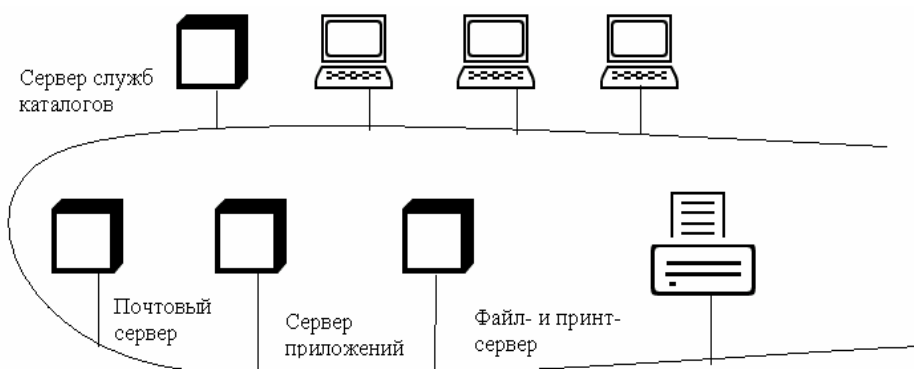 Сервер служб
каталогов
Почтовый
сервер
Сервер
приложений
Файл- и принт-
сервер